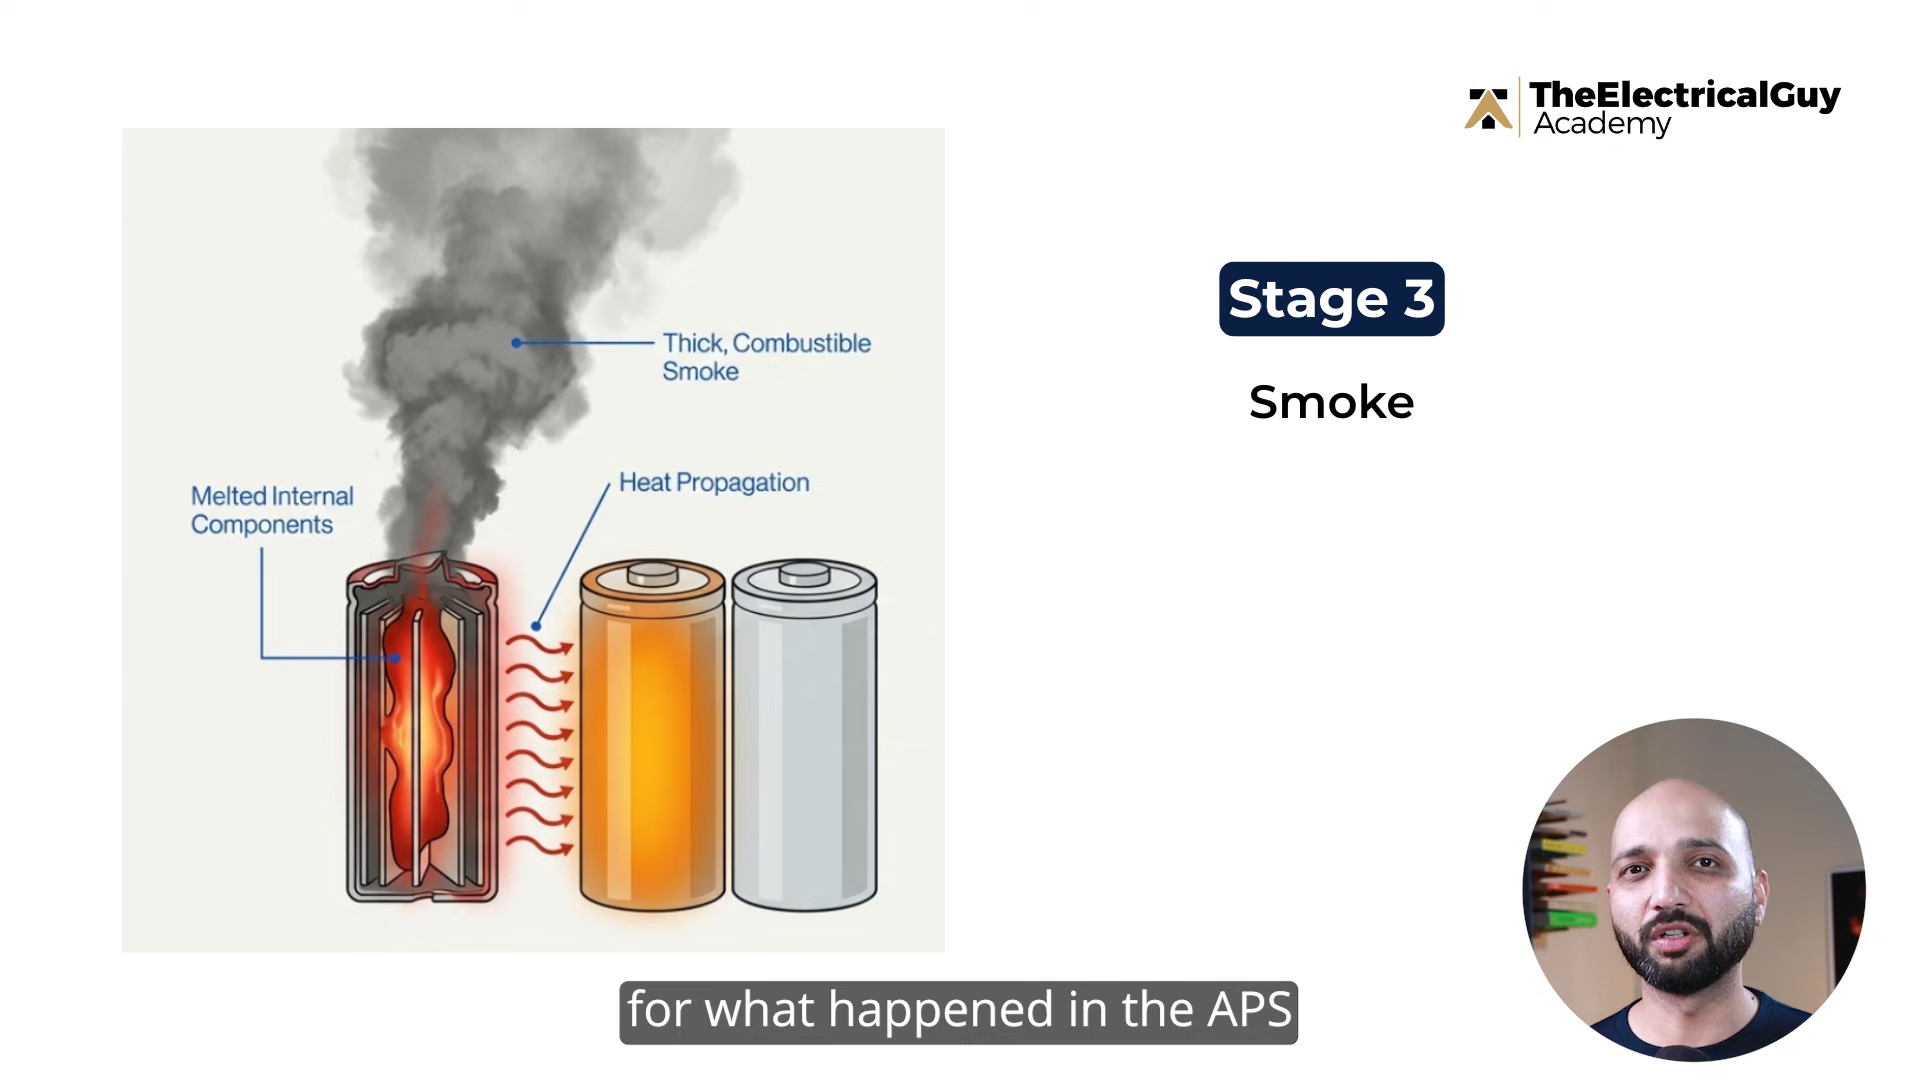 TheElectricalGuy
Academy
Stage 3
Smoke
Thick, Combustible
Smoke
Heat Propagation
Melted Internal
Components
for what happened in the APS